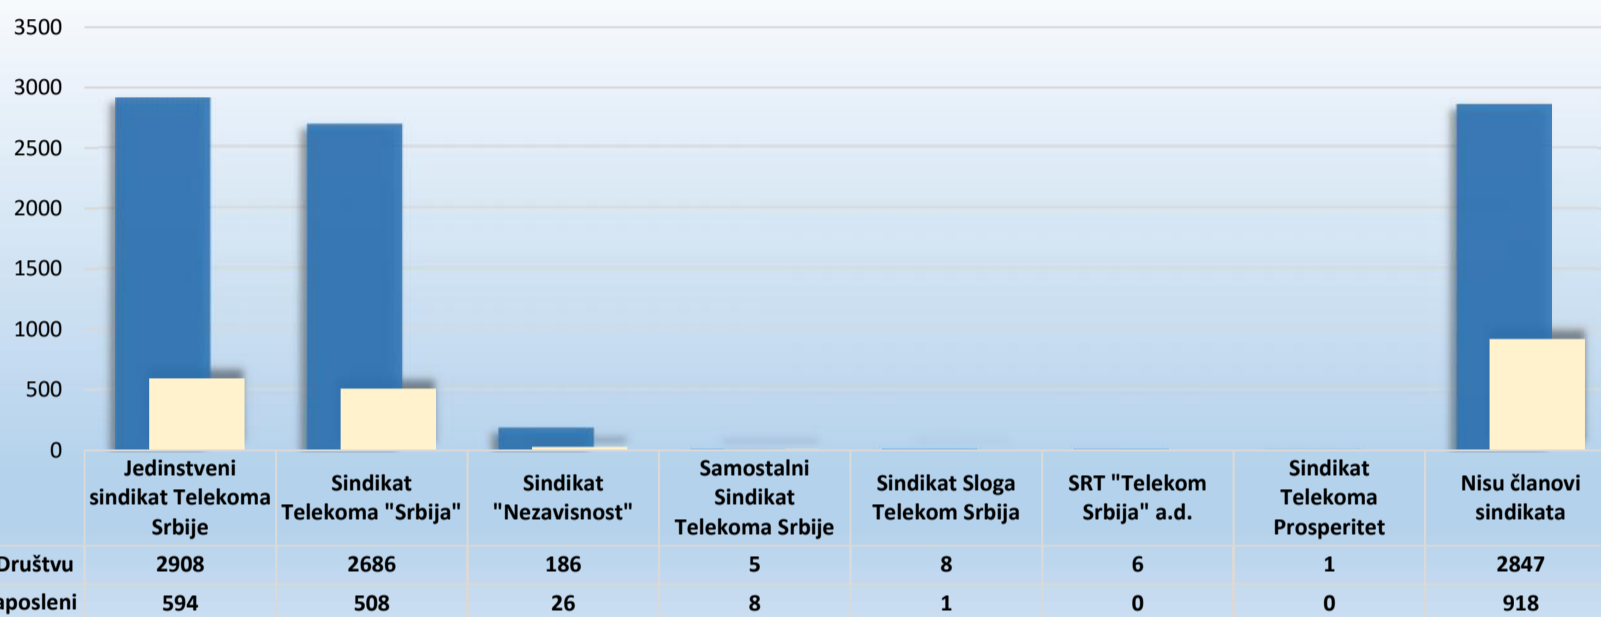 3500
3000
2500
2000
1500
1000
500
0
Jedinstveni
sindikat Telekoma
Srbije
Sindikat
Telekoma "Srbija"
Sindikat
"Nezavisnost"
Samostalni
Sindikat
Telekoma Srbije
Sindikat Sloga
Telekom Srbija
SRT "Telekom
Srbija" a.d.
Sindikat
Telekoma
Prosperitet
Nisu članovi
sindikata
Društvu 2908 2686 186 5 8 6 1 2847
aposleni 594 508 26 8 1 0 0 918